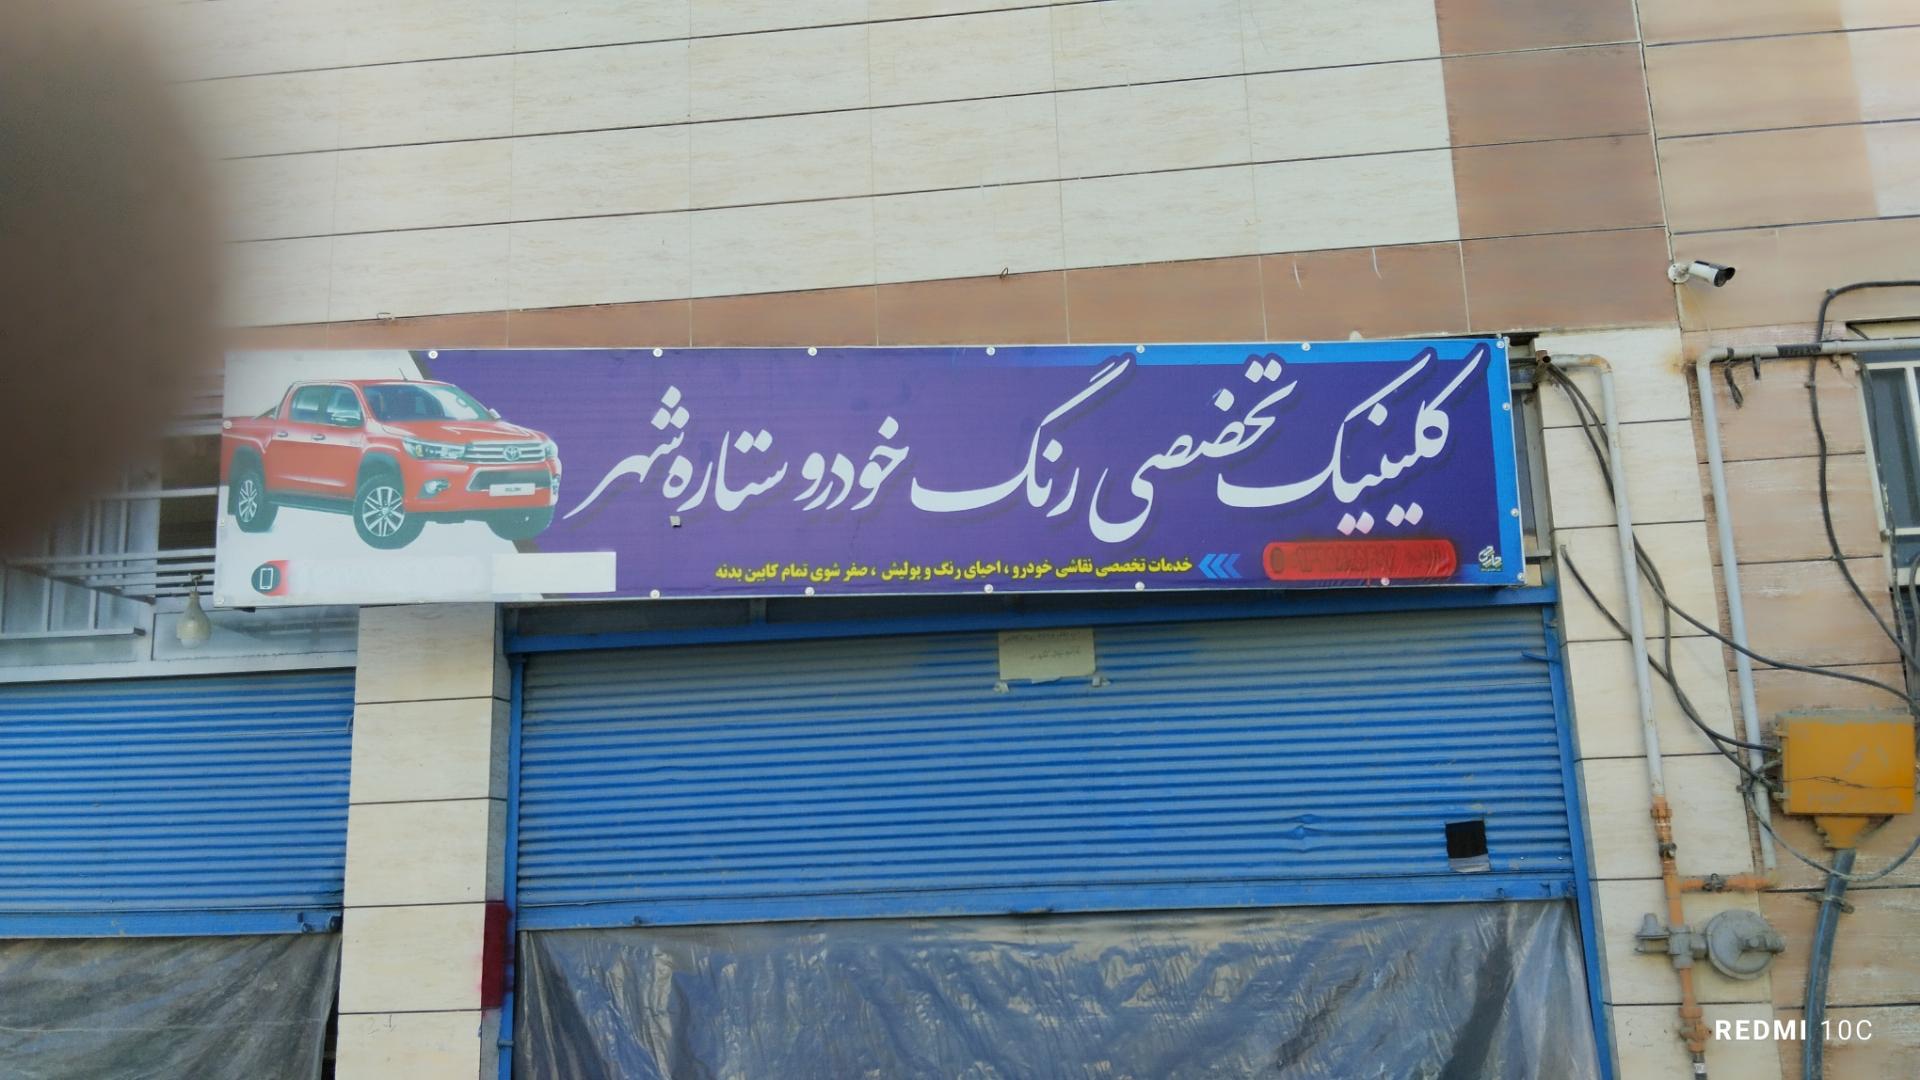 کلینیک تخصصی رنگ خودرو ستاره شهر
خدمات تخصصی نقاشی خودرو ، احیای رنگ و پولیش ، صفر شوی تمام کابین بدنه
REDMI 10C